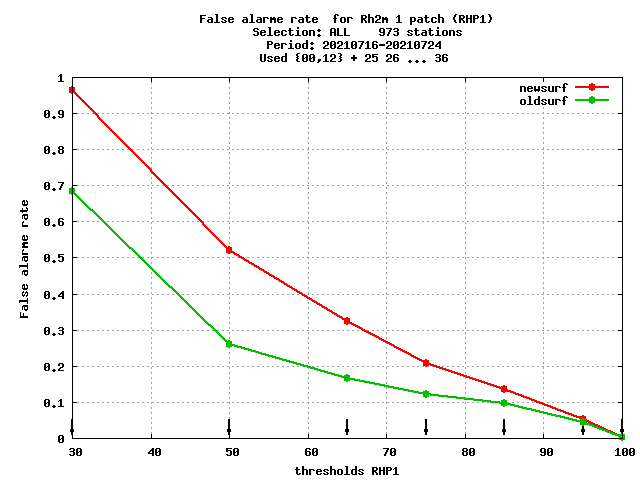 False alarme rate  for Rh2m 1 patch (RHP1)
Selection: ALL    973 stations
Period: 20210716-20210724
Used {00,12} + 25 26 ... 36
newsurf
oldsurf
1
0.9
0.8
0.7
0.6
0.5
0.4
0.3
0.2
0.1
0
False alarme rate
30 40 50 60 70 80 90 100
thresholds RHP1